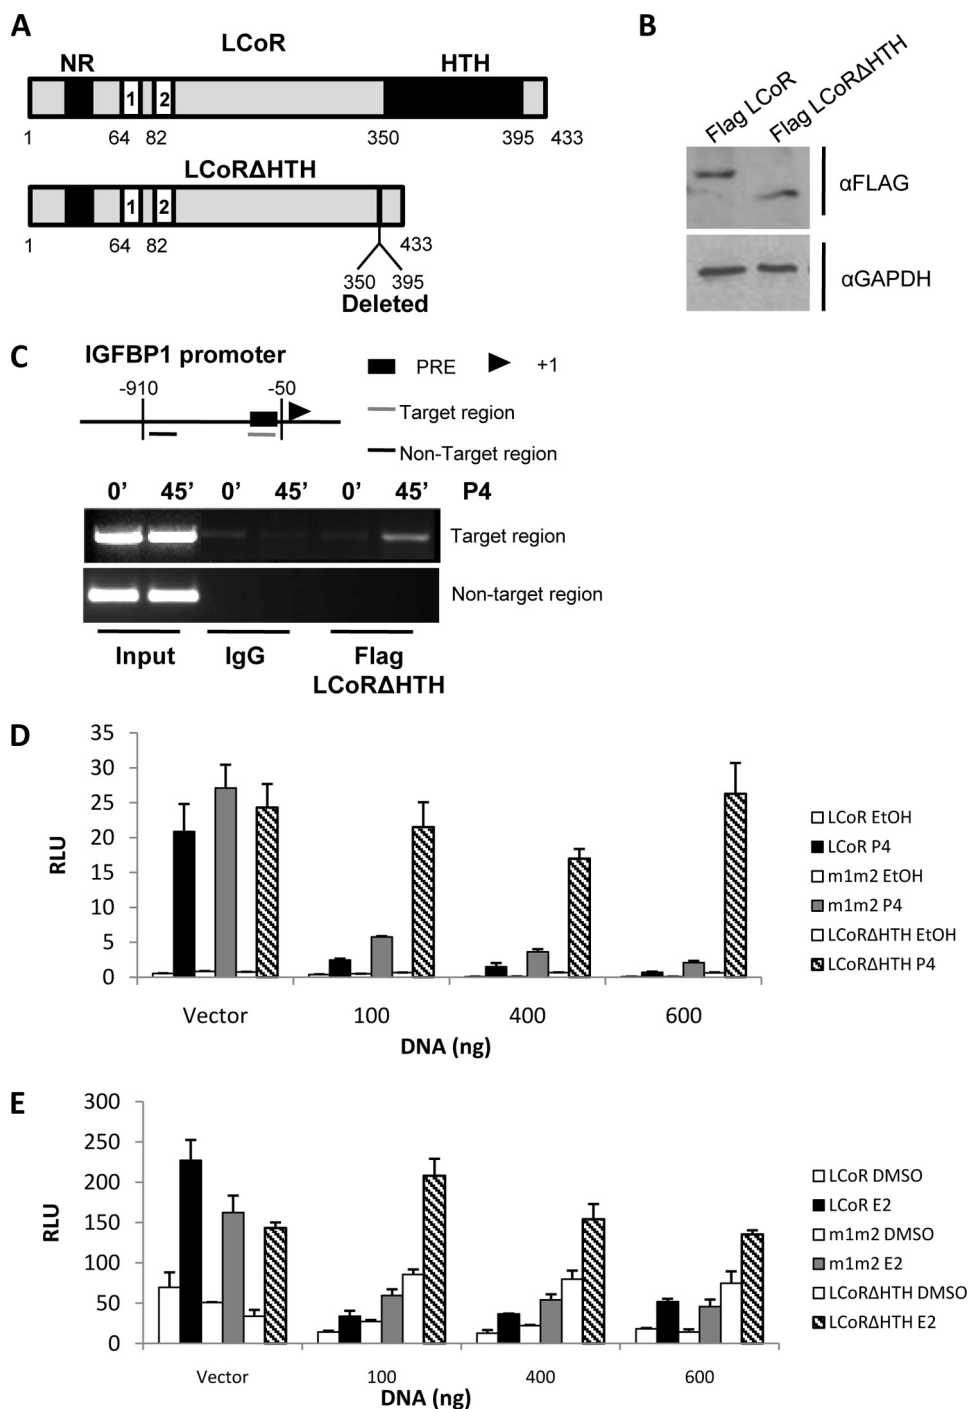 A
LCoR
NR
HTH
1
2
1
64
82
350
395
433
LCoRΔHTH
1
2
1
64
82
433
350
395
Deleted
B
Flag LCoR
Flag LCoRΔHTH
αFLAG
αGAPDH
C
IGFBP1 promoter
-910
-50
PRE
+1
Target region
Non-Target region
0’ 45’ 0’ 45’ 0’ 45’ P4
Target region
Non-target region
Input
IgG
Flag
LCoRΔHTH
D
35
30
25
20
15
10
5
0
RLU
Vector
100
400
600
DNA (ng)
LCoR EtOH
LCoR P4
m1m2 EtOH
m1m2 P4
LCoRΔHTH EtOH
LCoRΔHTH P4
E
300
250
200
150
100
50
0
RLU
Vector
100
400
600
DNA (ng)
LCoR DMSO
LCoR E2
m1m2 DMSO
m1m2 E2
LCoRΔHTH DMSO
LCoRΔHTH E2